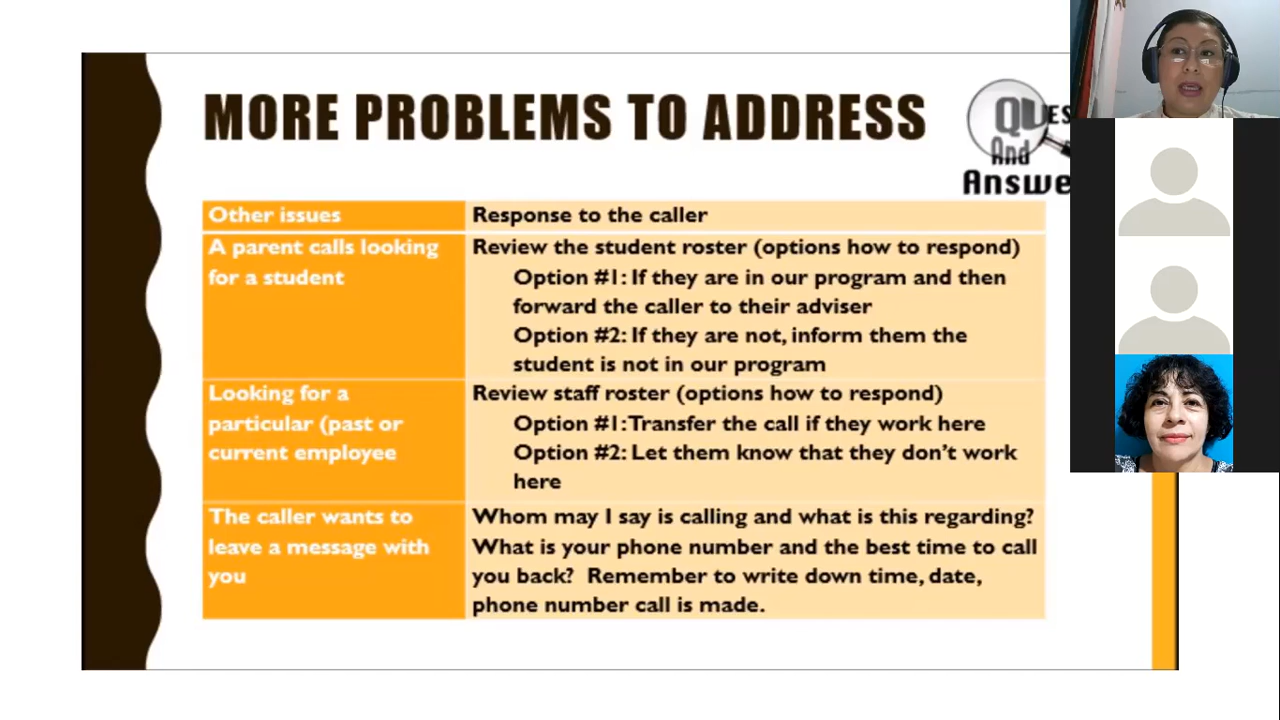 MORE PROBLEMS TO ADDRESS
QUES
And
Answe
Other issues
Response to the caller
A parent calls looking
for a student
Review the student roster (options how to respond)
Option #1: If they are in our program and then
forward the caller to their adviser
Option #2: If they are not, inform them the
student is not in our program
Looking for a
particular (past or
current employee
Review staff roster (options how to respond)
Option #1: Transfer the call if they work here
Option #2: Let them know that they don't work
here
The caller wants to
leave a message with
you
Whom may I say is calling and what is this regarding?
What is your phone number and the best time to call
you back?  Remember to write down time, date,
phone number call is made.